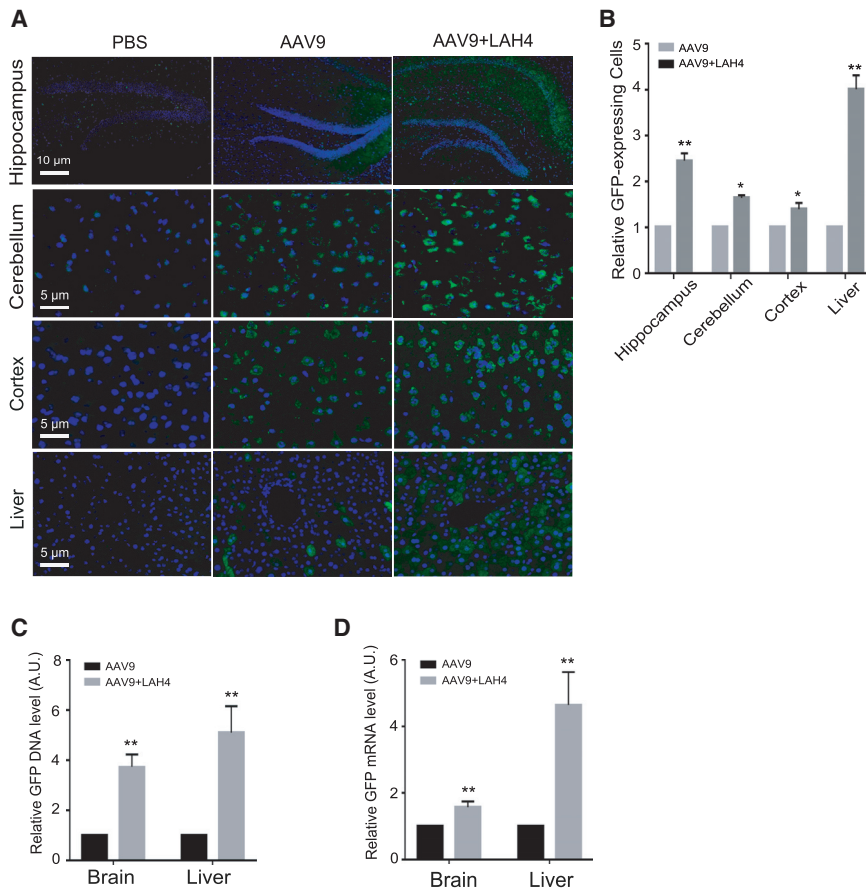 A
PBS
AAV9
AAV9+LAH4
Hippocampus
10 µm
Cerebellum
5 µm
Cortex
5 µm
Liver
5 µm
B
AAV9
AAV9+LAH4
Relative GFP-expressing Cells
5
4
3
2
1
0
**
*
*
**
Hippocampus
Cerebellum
Cortex
Liver
C
AAV9
AAV9+LAH4
Relative GFP DNA level (A.U.)
8
6
4
2
0
**
**
Brain
Liver
D
AAV9
AAV9+LAH4
Relative GFP mRNA level (A.U.)
6
4
2
0
**
**
Brain
Liver